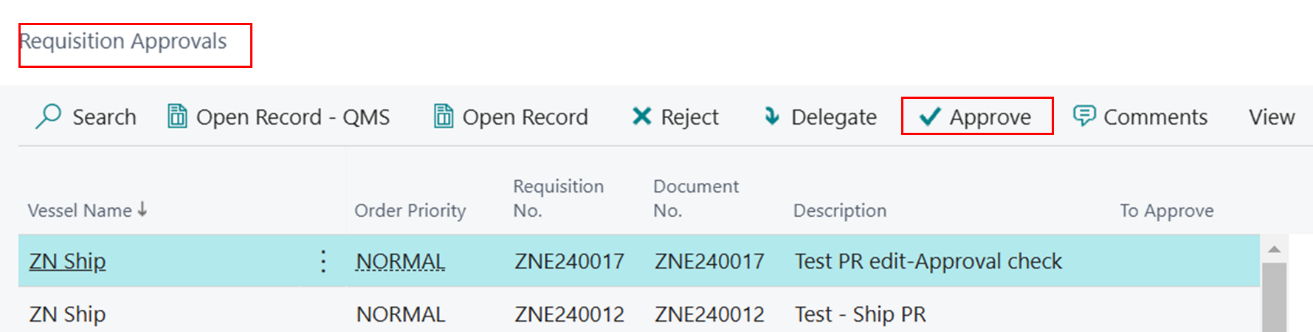 Requisition Approvals
Search Open Record - QMS Open Record Reject Delegate Approve Comments View
Vessel Name Order Priority Requisition No. Document No. Description To Approve
ZN Ship NORMAL ZNE240017 ZNE240017 Test PR edit-Approval check
ZN Ship NORMAL ZNE240012 ZNE240012 Test - Ship PR